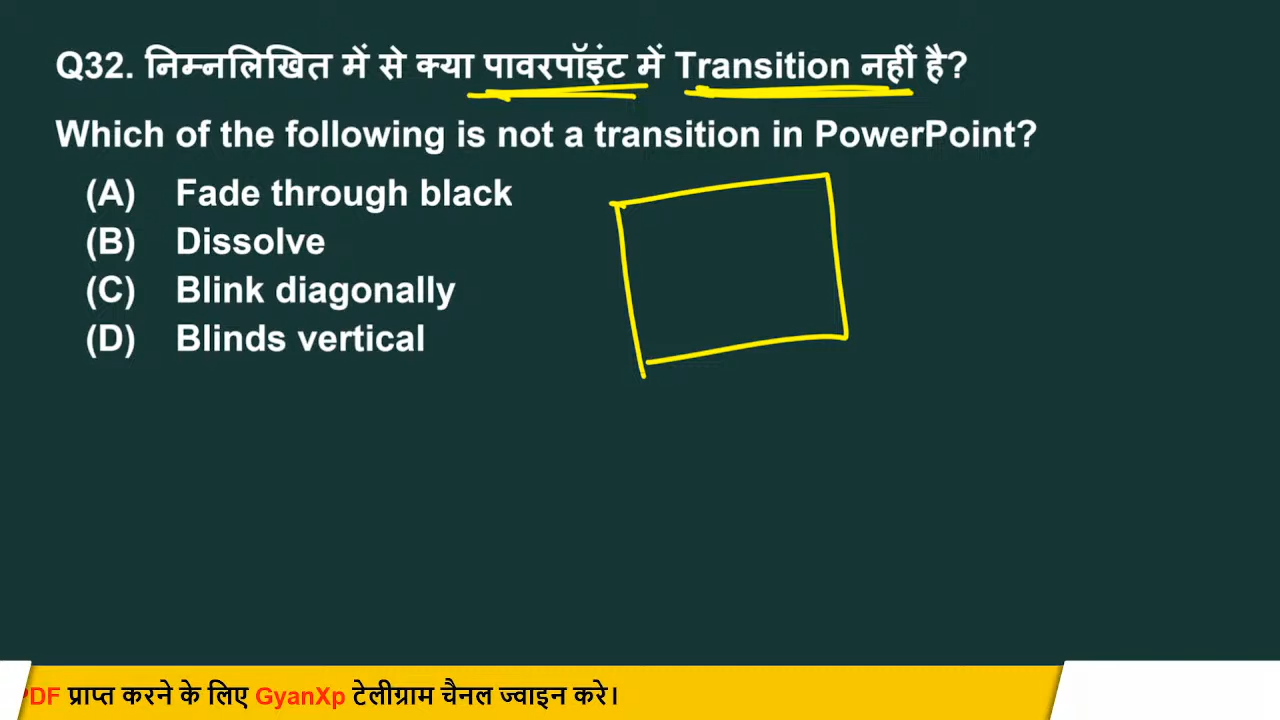 Q32. निम्नलिखित में से क्या पावरपॉइंट में Transition नहीं है?
Which of the following is not a transition in PowerPoint?
(A) Fade through black
(B) Dissolve
(C) Blink diagonally
(D) Blinds vertical
PDF प्राप्त करने के लिए GyanXp टेलीग्राम चैनल ज्वाइन करे।